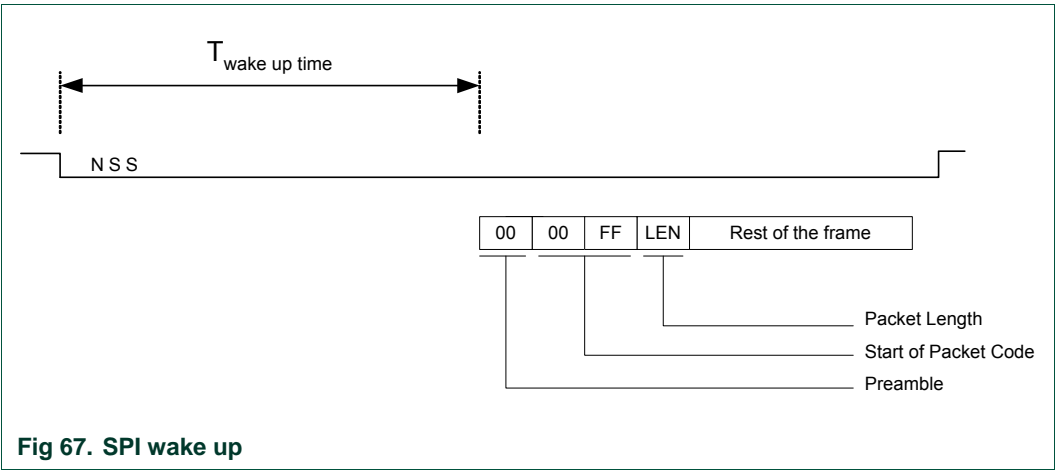 T wake up time
N S S
00 00 FF LEN Rest of the frame
Packet Length
Start of Packet Code
Preamble
Fig 67. SPI wake up